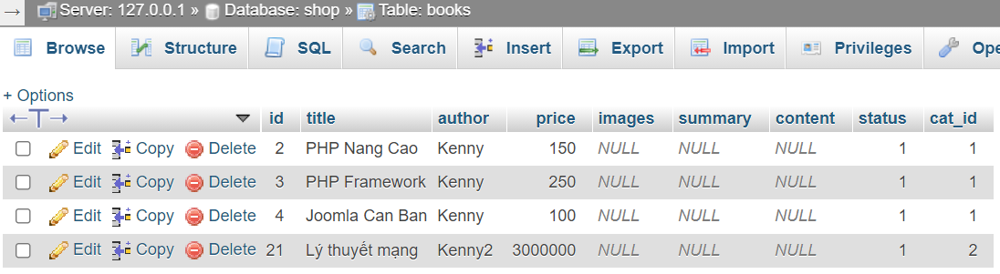 Server: 127.0.0.1 » Database: shop » Table: books
Browse Structure SQL Search Insert Export Import Privileges Ope
+ Options
id title author price images summary content status cat_id
Edit Copy Delete 2 PHP Nang Cao Kenny 150 NULL NULL NULL 1 1
Edit Copy Delete 3 PHP Framework Kenny 250 NULL NULL NULL 1 1
Edit Copy Delete 4 Joomla Can Ban Kenny 100 NULL NULL NULL 1 1
Edit Copy Delete 21 Lý thuyết mạng Kenny2 3000000 NULL NULL NULL 1 2